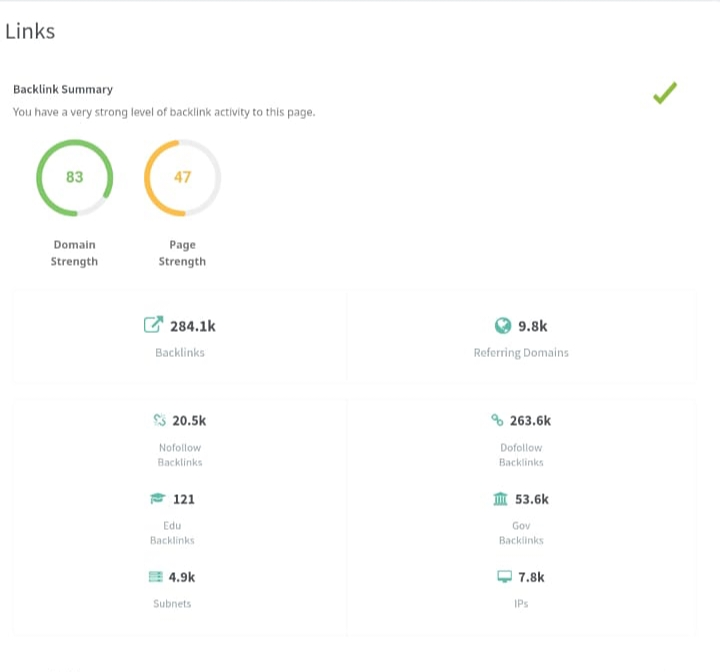 Links
Backlink Summary
You have a very strong level of backlink activity to this page.
83
47
Domain
Strength
Page
Strength
284.1k
Backlinks
9.8k
Referring Domains
20.5k
Nofollow
Backlinks
263.6k
Dofollow
Backlinks
121
Edu
Backlinks
53.6k
Gov
Backlinks
4.9k
Subnets
7.8k
IPs